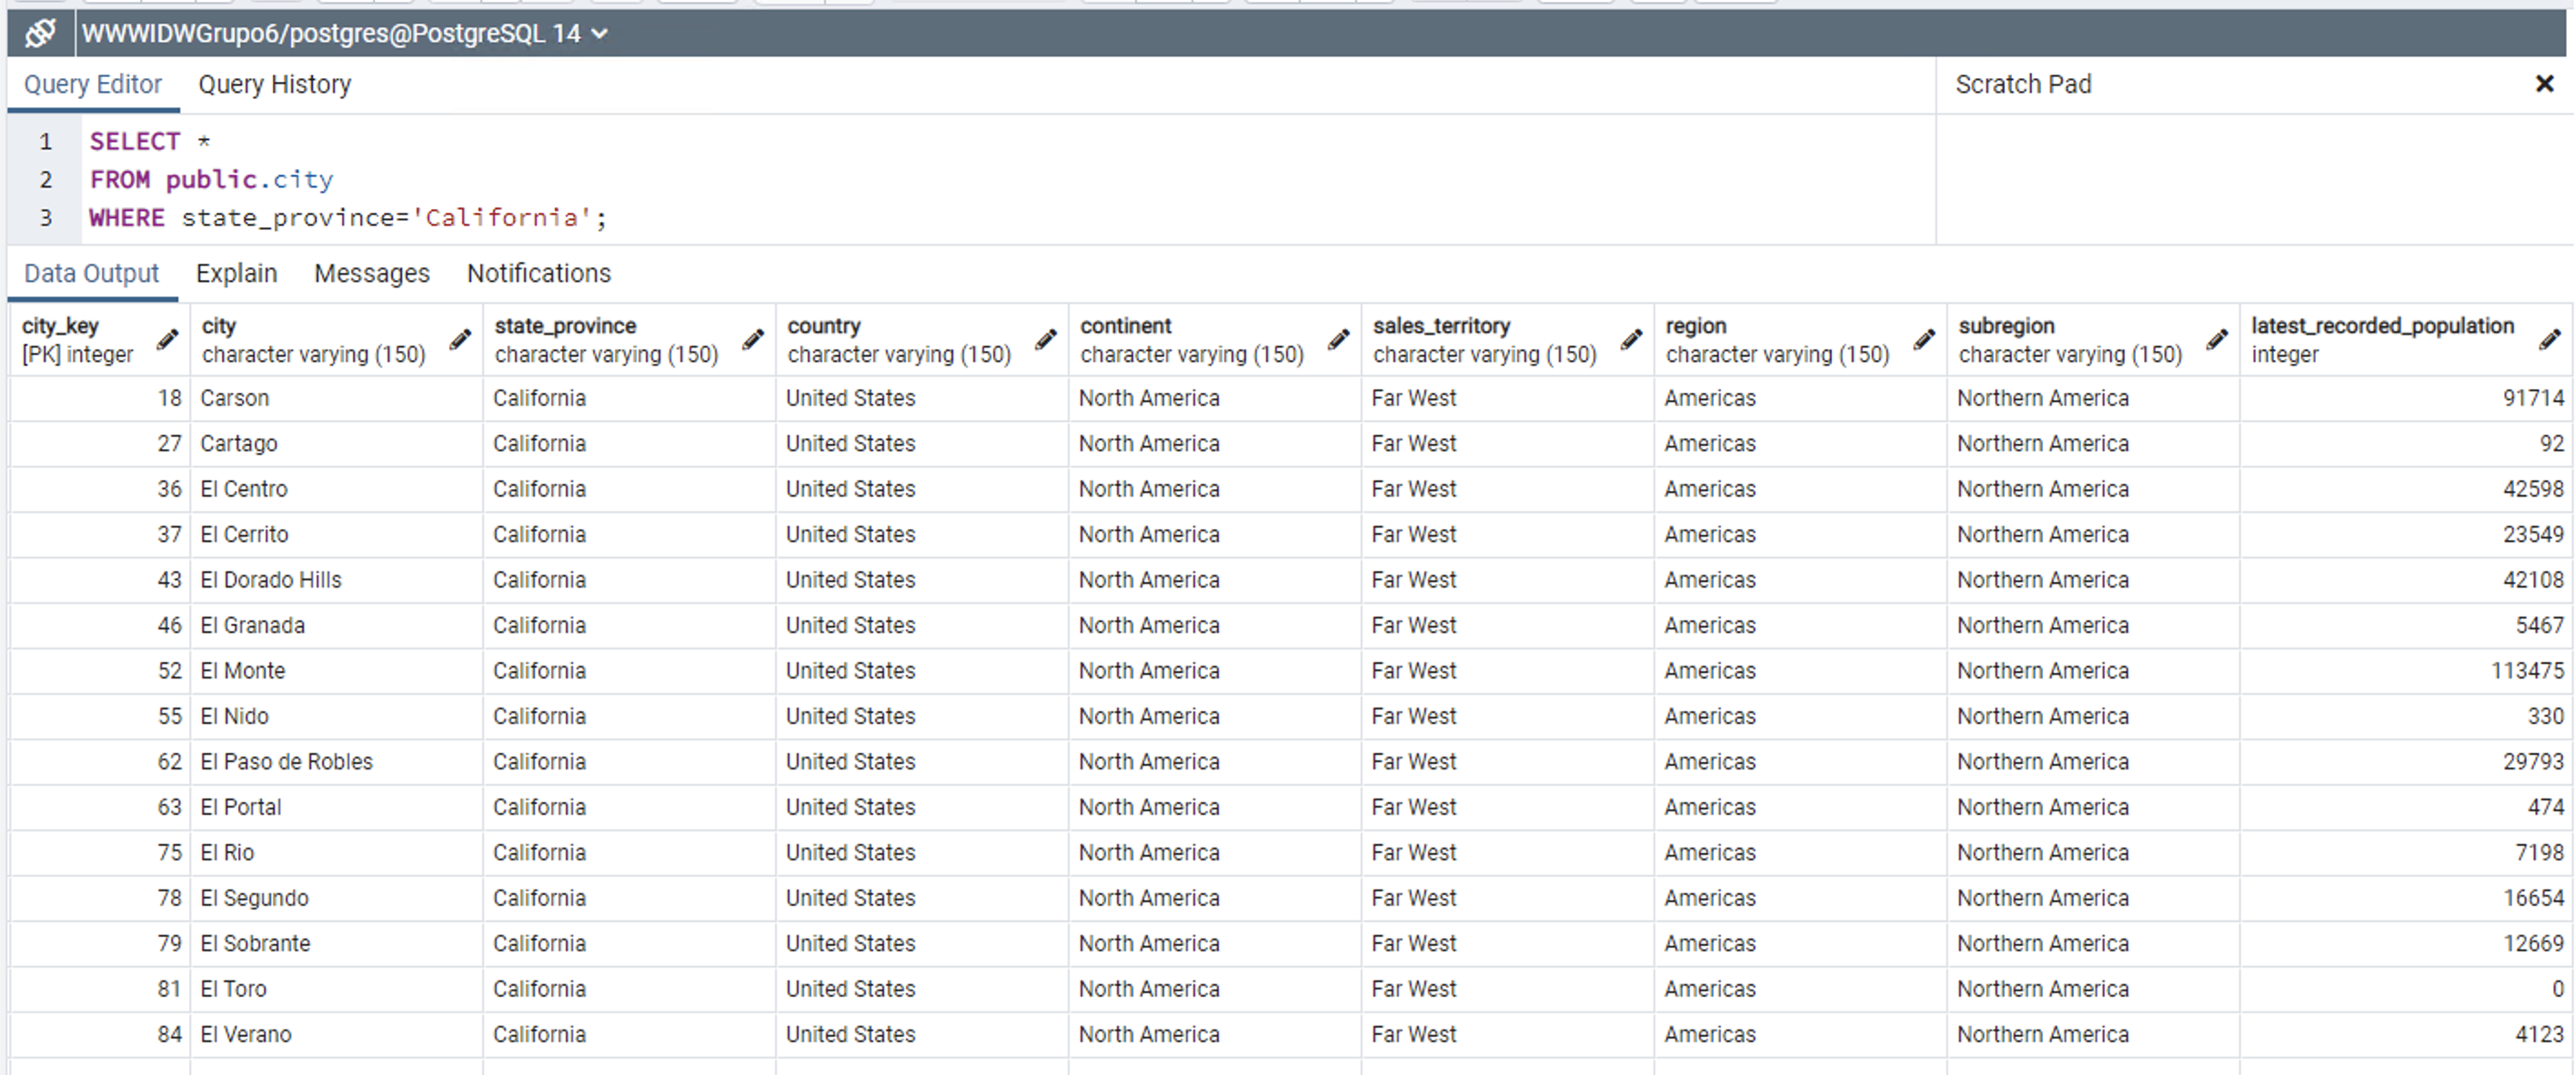 WWWIDWGrupo6/postgres@PostgreSQL 14
Query Editor Query History Scratch Pad
1 SELECT *
2 FROM public.city
3 WHERE state_province='California';
Data Output Explain Messages Notifications
city_key city state_province country continent sales_territory region subregion latest_recorded_population
[PK] integer character varying (150) character varying (150) character varying (150) character varying (150) character varying (150) character varying (150) character varying (150) integer
18 Carson California United States North America Far West Americas Northern America 91714
27 Cartago California United States North America Far West Americas Northern America 92
36 El Centro California United States North America Far West Americas Northern America 42598
37 El Cerrito California United States North America Far West Americas Northern America 23549
43 El Dorado Hills California United States North America Far West Americas Northern America 42108
46 El Granada California United States North America Far West Americas Northern America 5467
52 El Monte California United States North America Far West Americas Northern America 113475
55 El Nido California United States North America Far West Americas Northern America 330
62 El Paso de Robles California United States North America Far West Americas Northern America 29793
63 El Portal California United States North America Far West Americas Northern America 474
75 El Rio California United States North America Far West Americas Northern America 7198
78 El Segundo California United States North America Far West Americas Northern America 16654
79 El Sobrante California United States North America Far West Americas Northern America 12669
81 El Toro California United States North America Far West Americas Northern America 0
84 El Verano California United States North America Far West Americas Northern America 4123